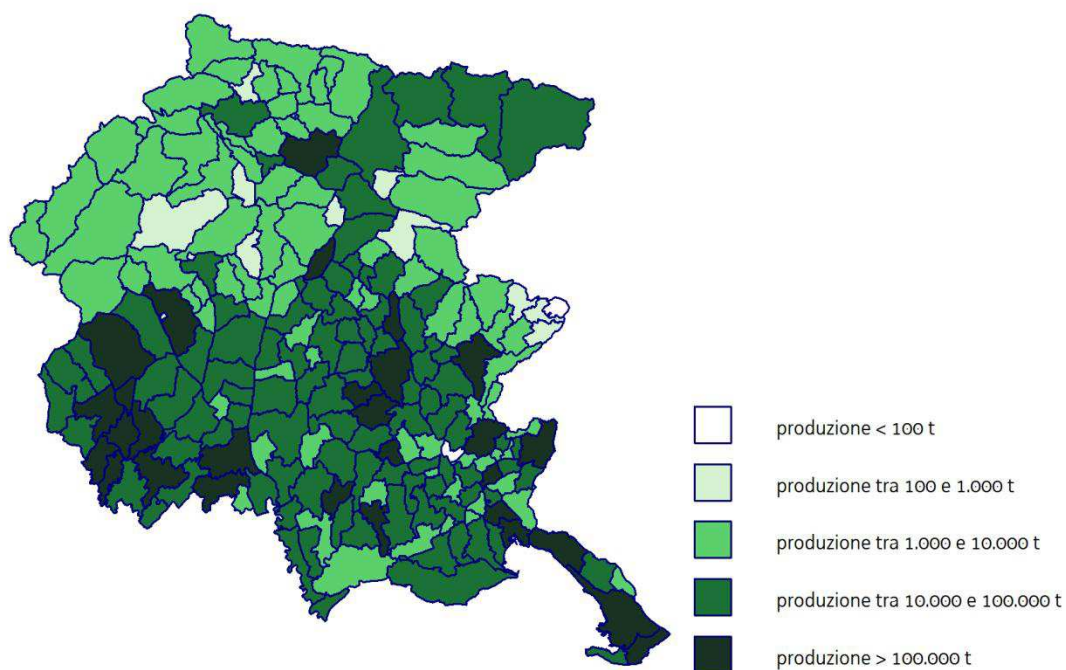 produzione < 100 t
produzione tra 100 e 1.000 t
produzione tra 1.000 e 10.000 t
produzione tra 10.000 e 100.000 t
produzione > 100.000 t